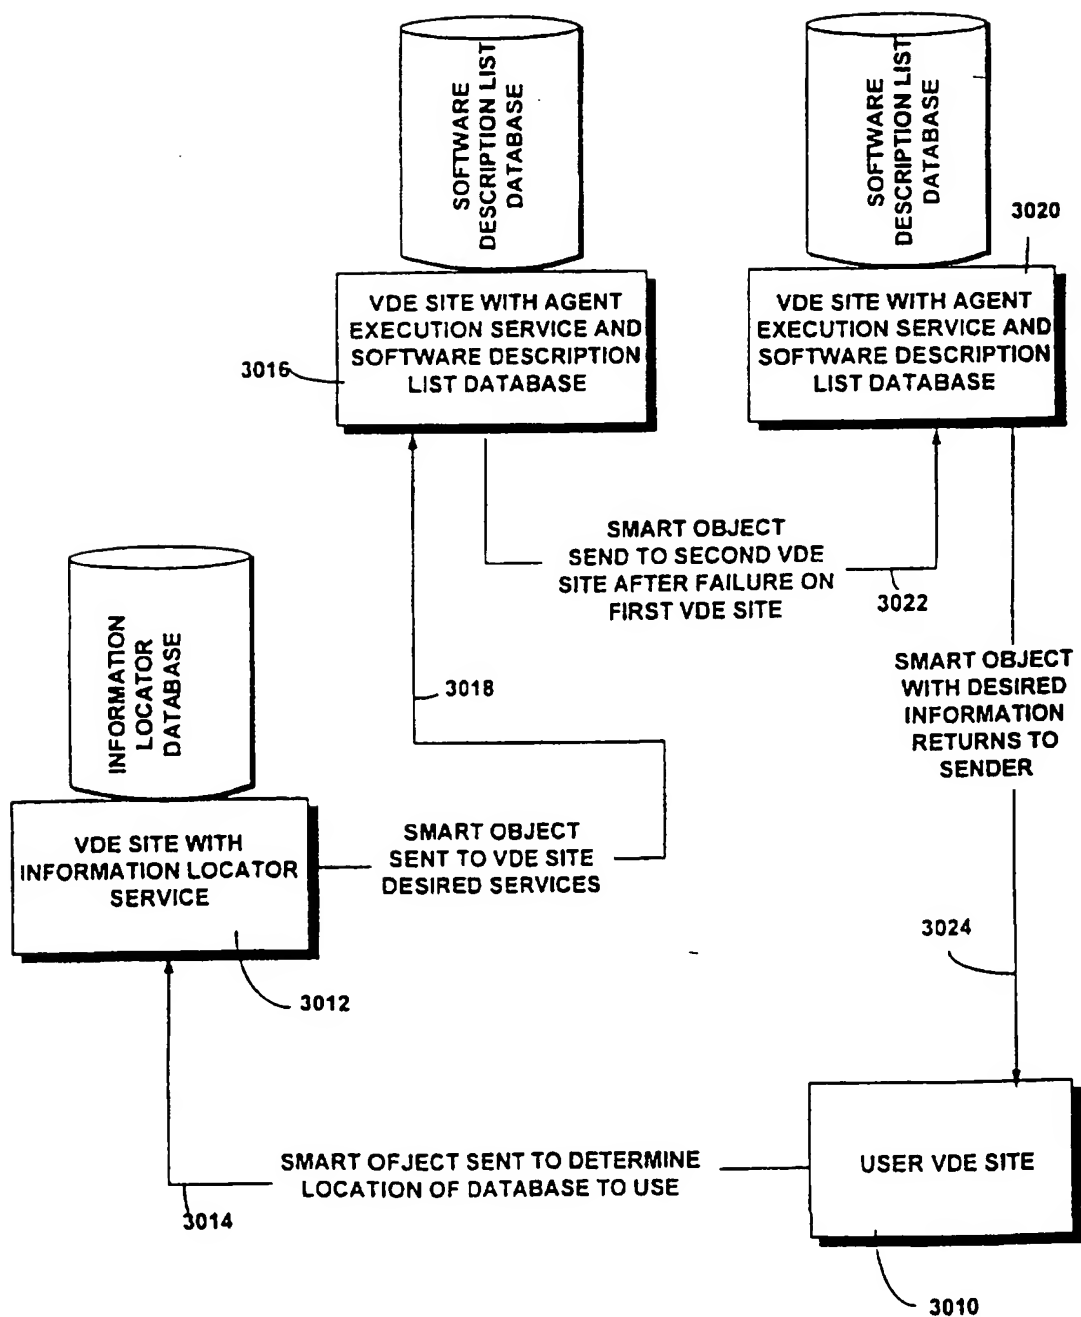 SOFTWARE
DESCRIPTION LIST
DATABASE
SOFTWARE
DESCRIPTION LIST
DATABASE
3020
VDE SITE WITH AGENT
EXECUTION SERVICE AND
SOFTWARE DESCRIPTION
LIST DATABASE
3016
VDE SITE WITH AGENT
EXECUTION SERVICE AND
SOFTWARE DESCRIPTION
LIST DATABASE
SMART OBJECT
SEND TO SECOND VDE
SITE AFTER FAILURE ON
FIRST VDE SITE
3022
INFORMATION
LOCATOR
DATABASE
3018
SMART OBJECT
WITH DESIRED
INFORMATION
RETURNS TO
SENDER
VDE SITE WITH
INFORMATION LOCATOR
SERVICE
SMART OBJECT
SENT TO VDE SITE
DESIRED SERVICES
3024
3012
SMART OFJECT SENT TO DETERMINE
LOCATION OF DATABASE TO USE
3014
USER VDE SITE
3010